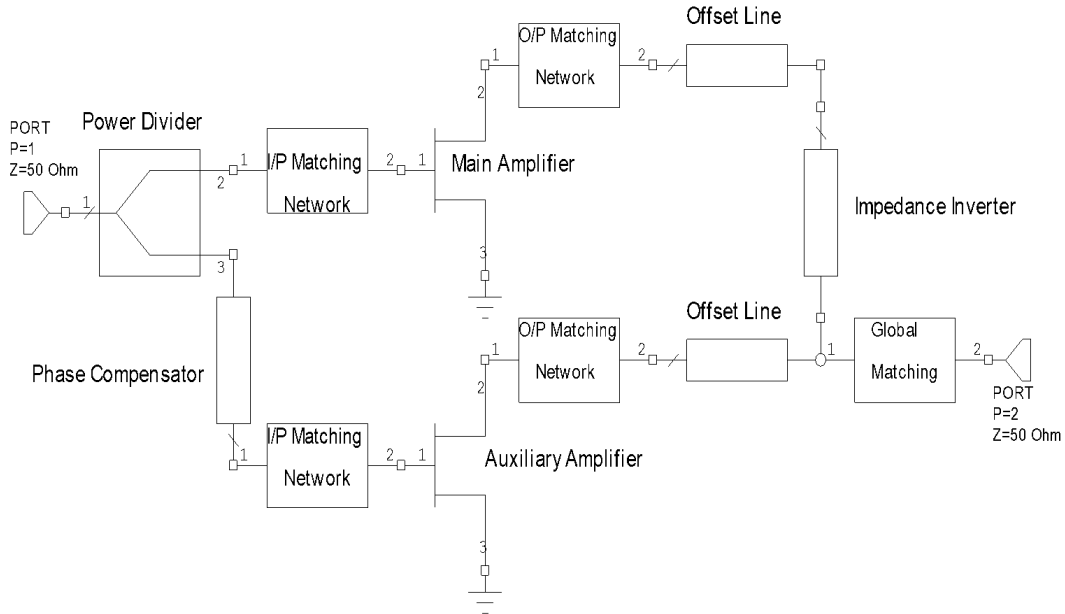 Offset Line
O/P Matching
Network
1
2
2
Power Divider
PORT
P=1
Z=50 Ohm
1
2
3
1
I/P Matching
Network
2
1
Main Amplifier
3
Impedance Inverter
Phase Compensator
1
I/P Matching
Network
2
1
Auxiliary Amplifier
3
2
1
O/P Matching
Network
2
Offset Line
1
Global
Matching
2
PORT
P=2
Z=50 Ohm